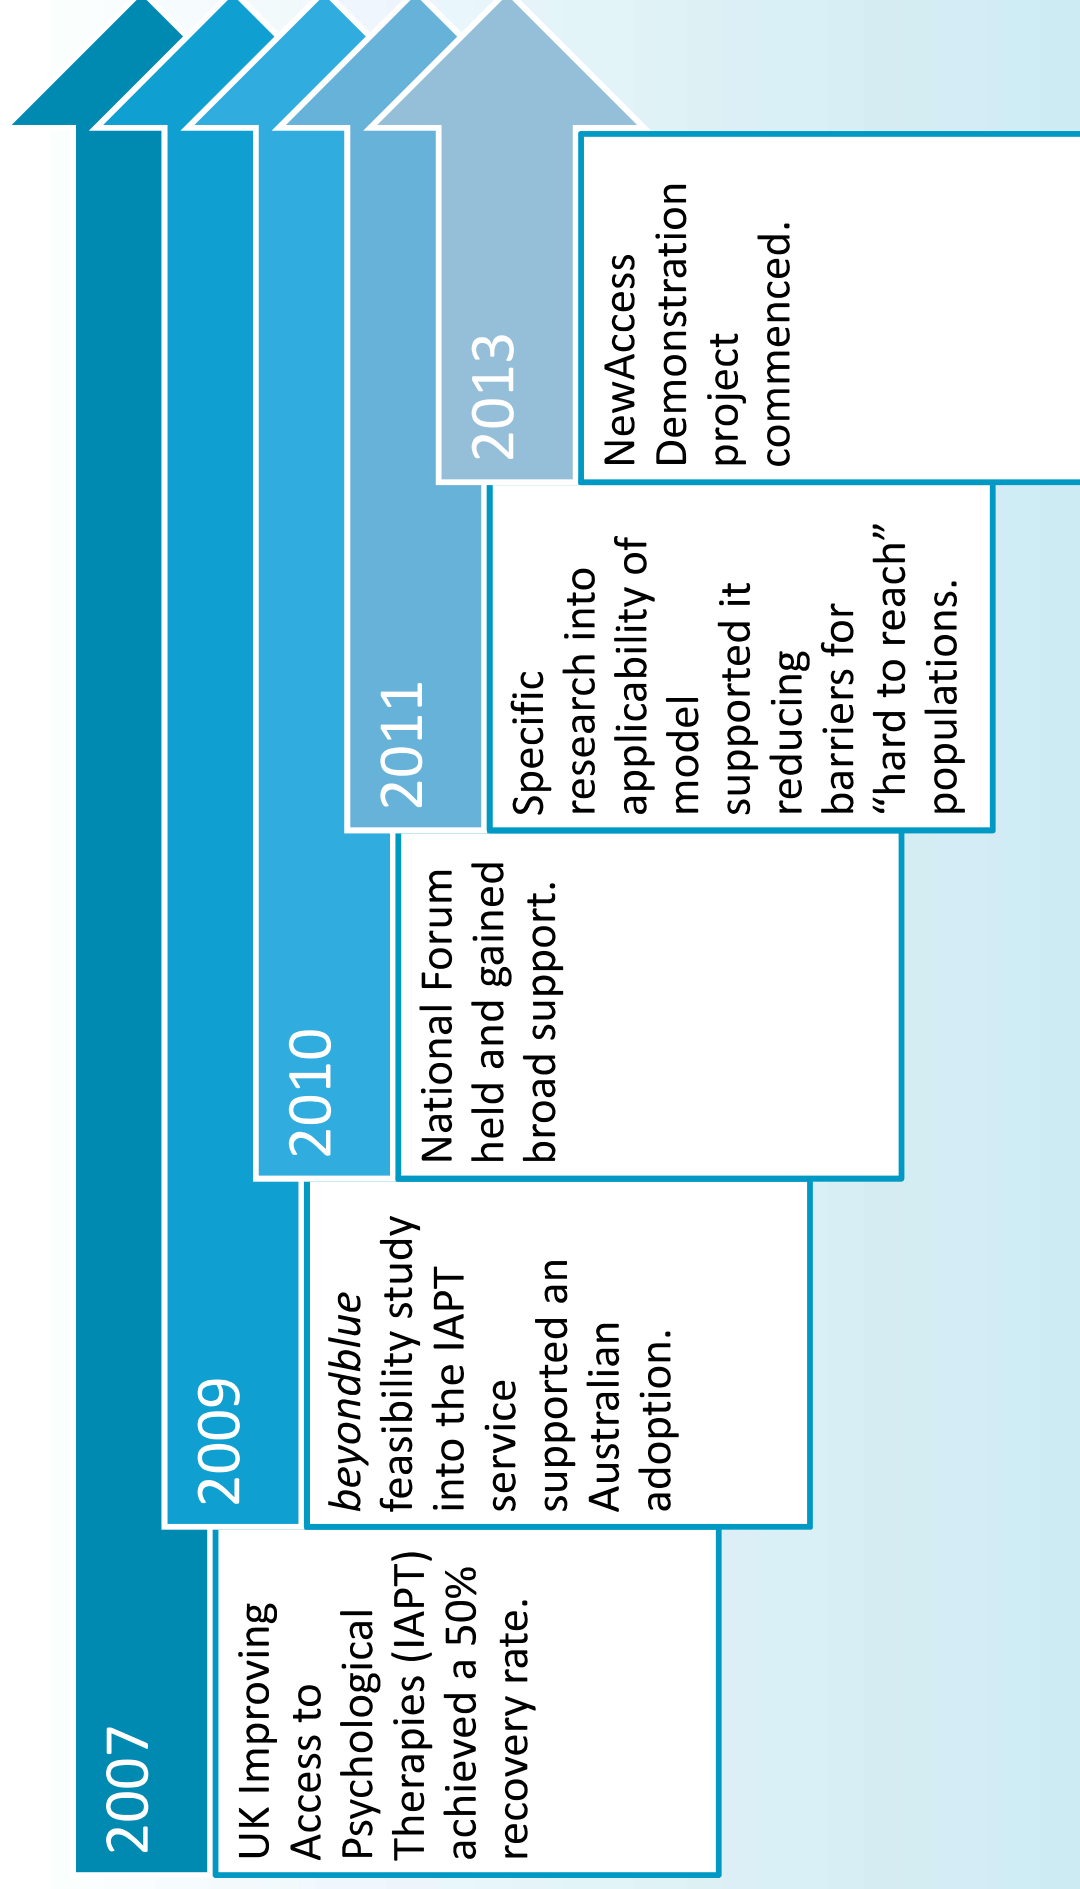 2007
UK Improving
Access to
Psychological
Therapies (IAPT)
achieved a 50%
recovery rate.
2009
beyondblue
feasibility study
into the IAPT
service
supported an
Australian
adoption.
2010
National Forum
held and gained
broad support.
2011
Specific
research into
applicability of
model
supported it
reducing
barriers for
“hard to reach”
populations.
2013
NewAccess
Demonstration
project
commenced.